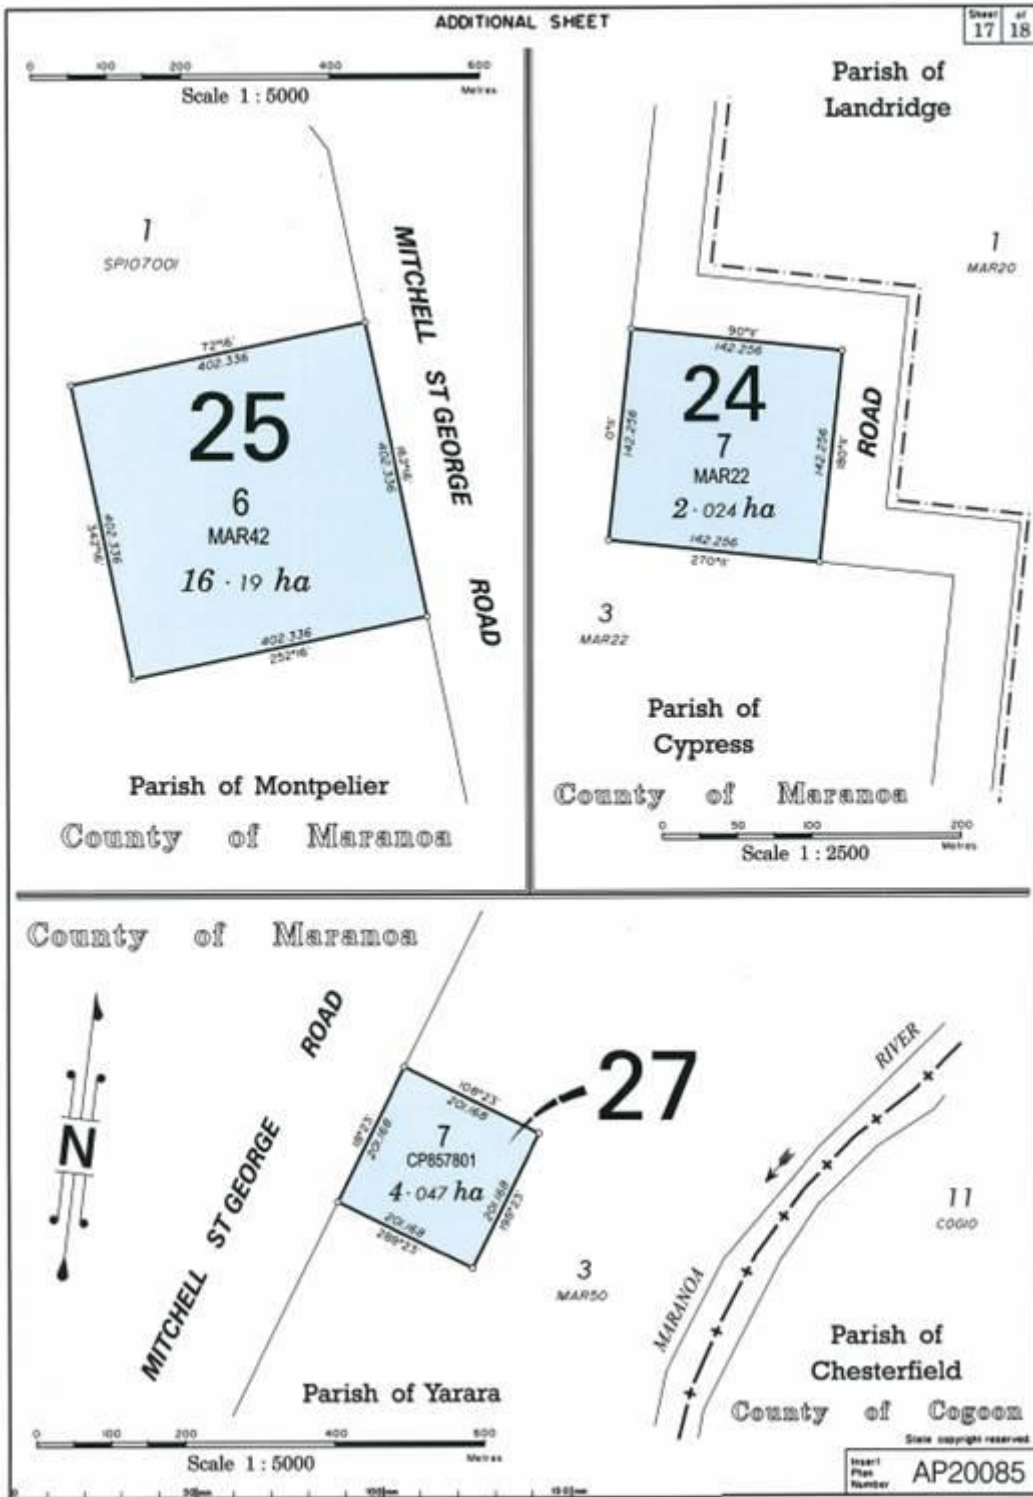 ADDITIONAL SHEET
Sheet of
17 18
0 100 200 400 600
Metres
Scale 1 : 5000
1
SP107001
MITCHELL ST GEORGE ROAD
72°16'
402.336
25
6
MAR42
16 · 19 ha
162°16'
402.336
402.336
342°16'
402.336
252°16'
Parish of Montpelier
County of Maranoa
Parish of
Landridge
1
MAR20
90°11'
142.256
24
7
MAR22
2 · 024 ha
0°11'
142.256
142.256
180°11'
ROAD
142.256
270°11'
3
MAR22
Parish of
Cypress
County of Maranoa
0 50 100 200
Metres
Scale 1 : 2500
County of Maranoa
MITCHELL ST GEORGE ROAD
N
108°23'
201.168
27
7
CP857801
4 · 047 ha
18°23'
201.168
201.168
198°23'
201.168
288°23'
3
MAR50
MARANOA RIVER
11
COG10
Parish of
Chesterfield
County of Cogoon
Parish of Yarara
0 100 200 400 600
Metres
Scale 1 : 5000
State copyright reserved.
Insert
Plan
Number
AP20085
50mm 100mm 150mm